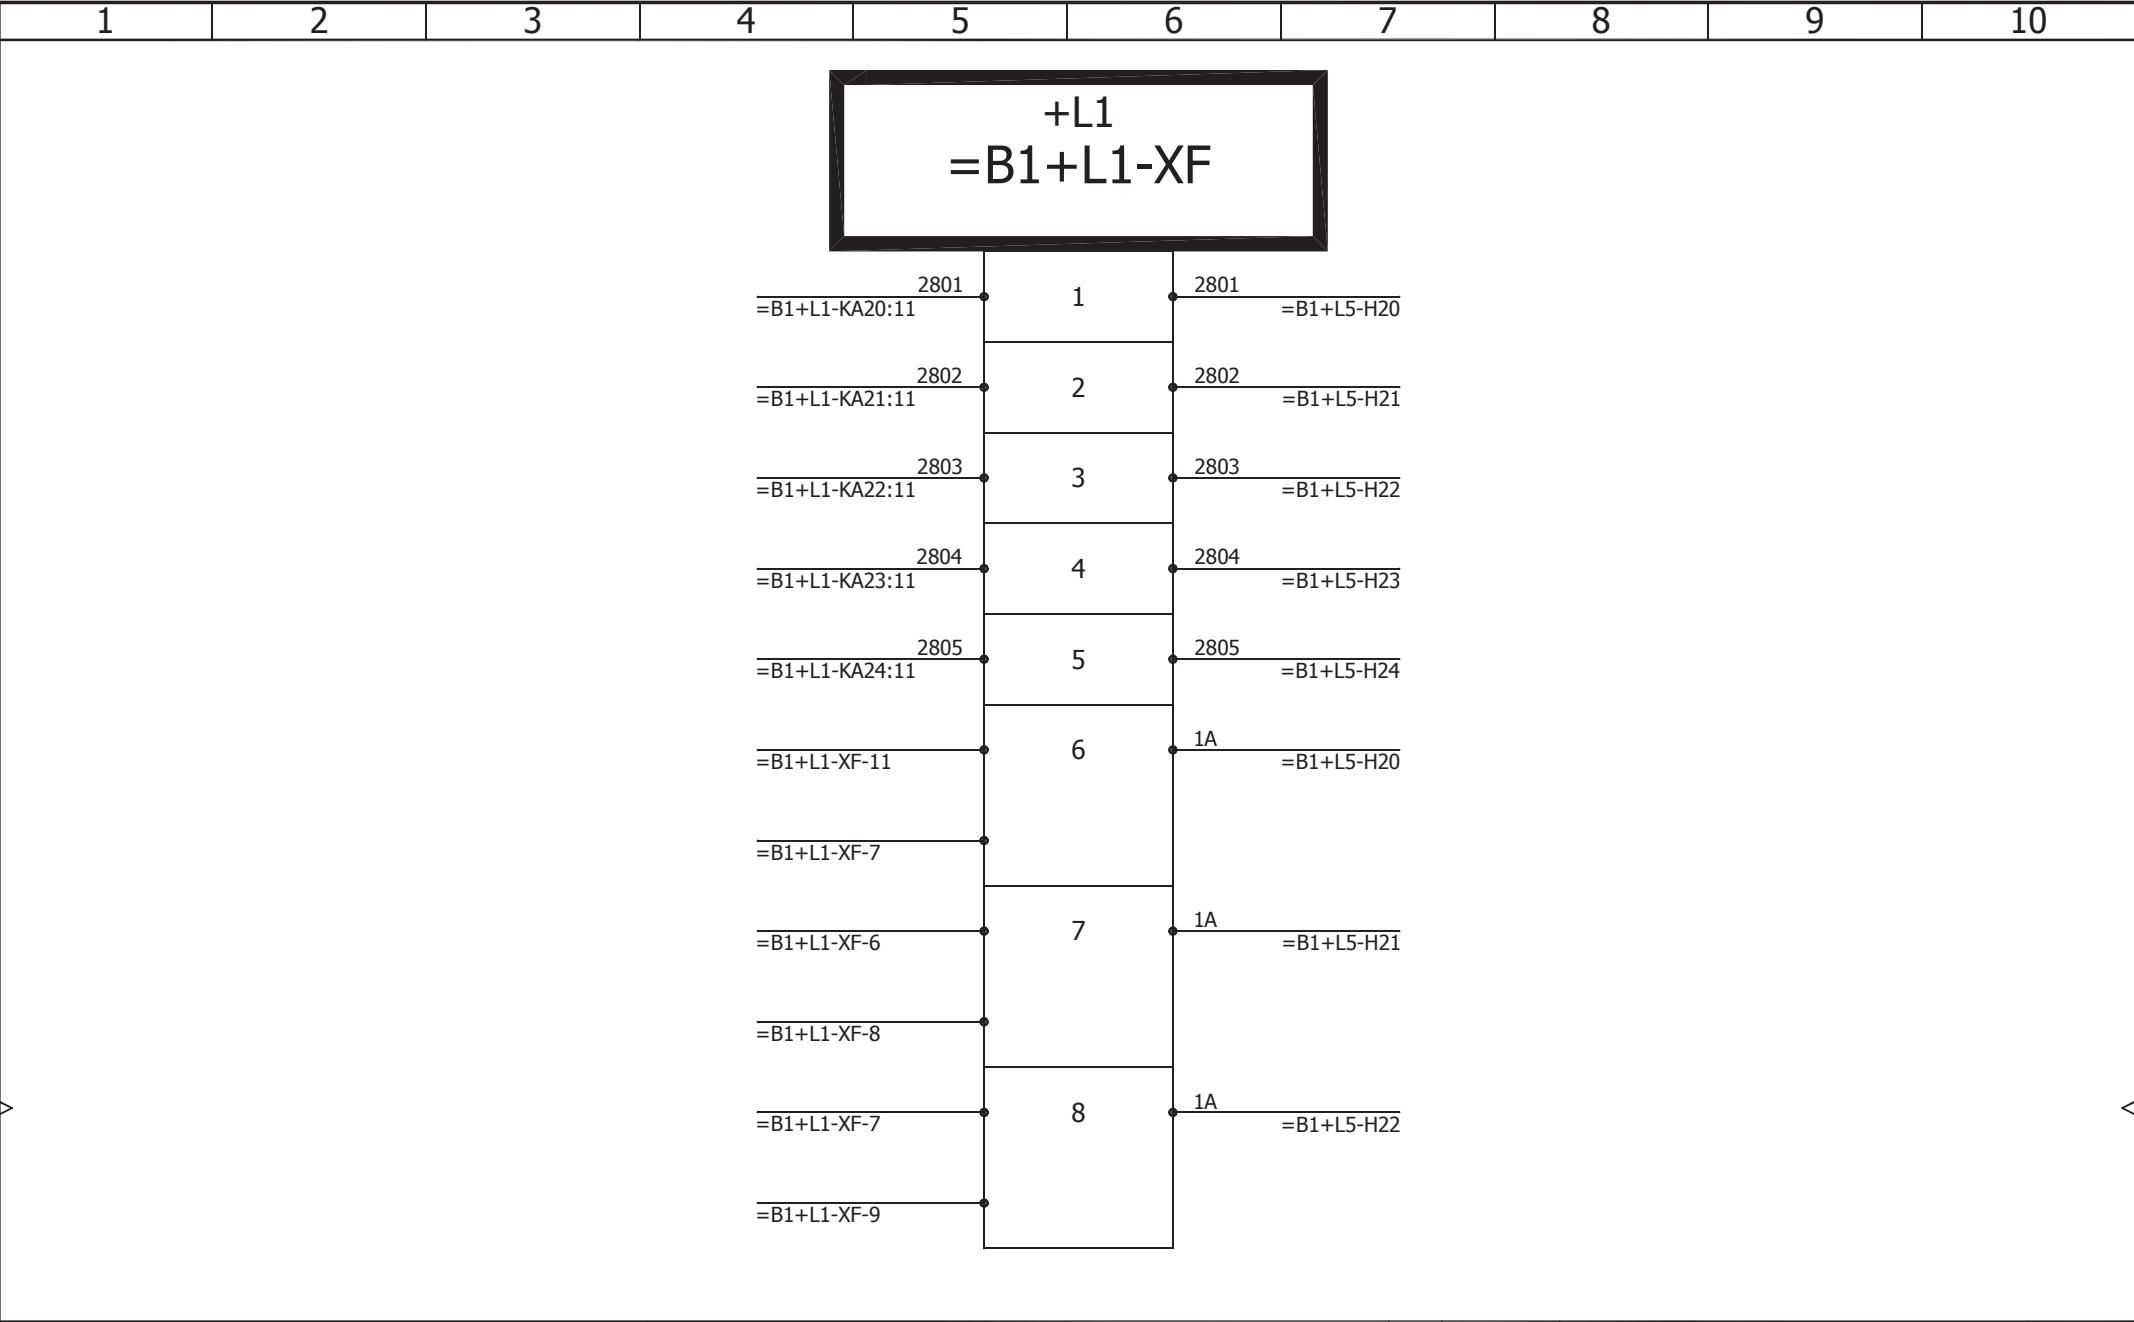 1 2 3 4 5 6 7 8 9 10
+L1
=B1+L1-XF
2801 1 2801
=B1+L1-KA20:11 =B1+L5-H20
2802 2 2802
=B1+L1-KA21:11 =B1+L5-H21
2803 3 2803
=B1+L1-KA22:11 =B1+L5-H22
2804 4 2804
=B1+L1-KA23:11 =B1+L5-H23
2805 5 2805
=B1+L1-KA24:11 =B1+L5-H24
6 1A
=B1+L1-XF-11 =B1+L5-H20
=B1+L1-XF-7
7 1A
=B1+L1-XF-6 =B1+L5-H21
=B1+L1-XF-8
8 1A
=B1+L1-XF-7 =B1+L5-H22
=B1+L1-XF-9